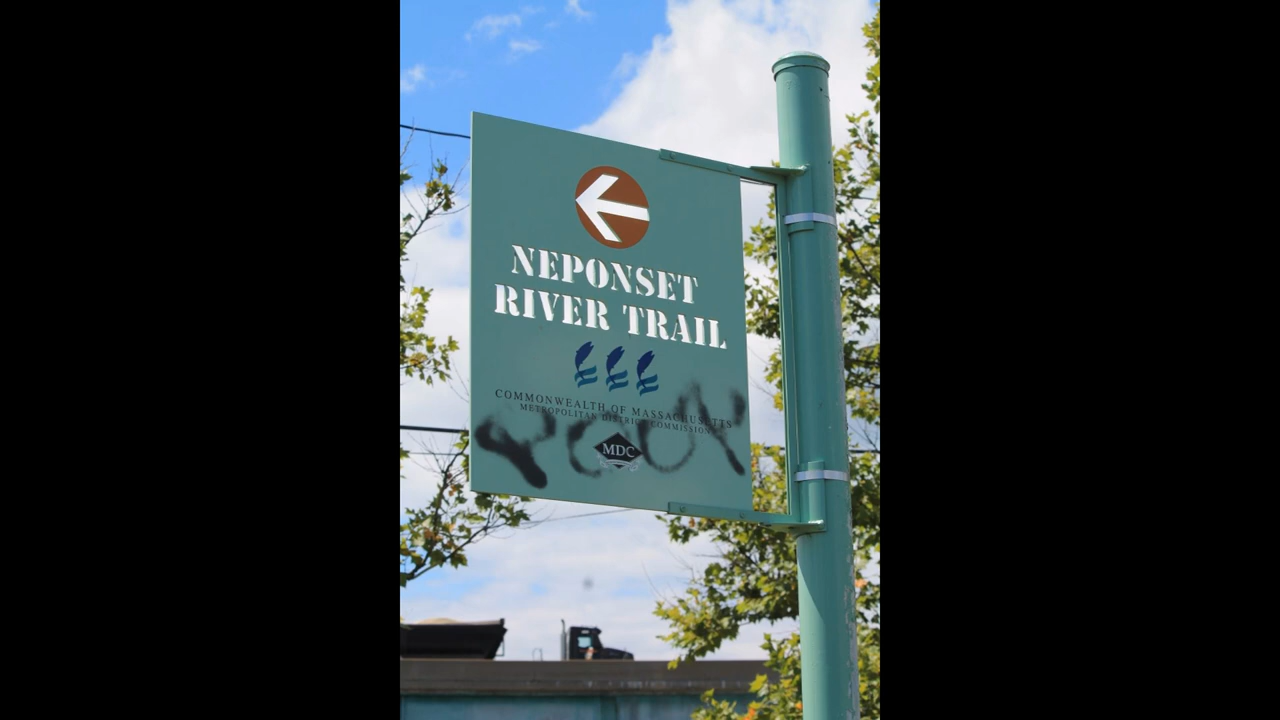 NEPONSET
RIVER TRAIL
COMMONWEALTH OF MASSACHUSETTS
METROPOLITAN DISTRICT COMMISSION
MDC